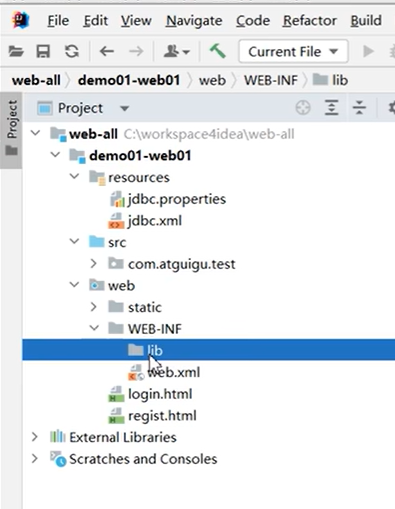 File Edit View Navigate Code Refactor Build
Current File
web-all demo01-web01 web WEB-INF lib
Project
Project
web-all C:\workspace4idea\web-all
demo01-web01
resources
jdbc.properties
jdbc.xml
src
com.atguigu.test
web
static
WEB-INF
lib
web.xml
login.html
regist.html
External Libraries
Scratches and Consoles